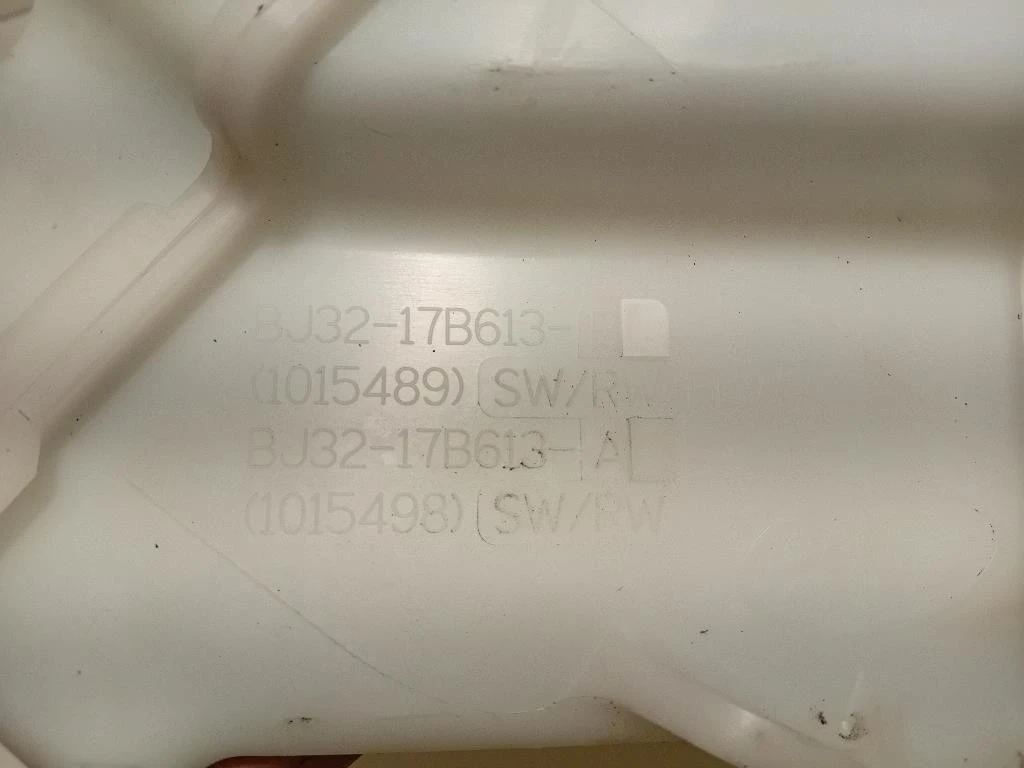 BJ32-17B613-
(1015489) SW/RW
BJ32-17B613-A
(1015498) SW/RW